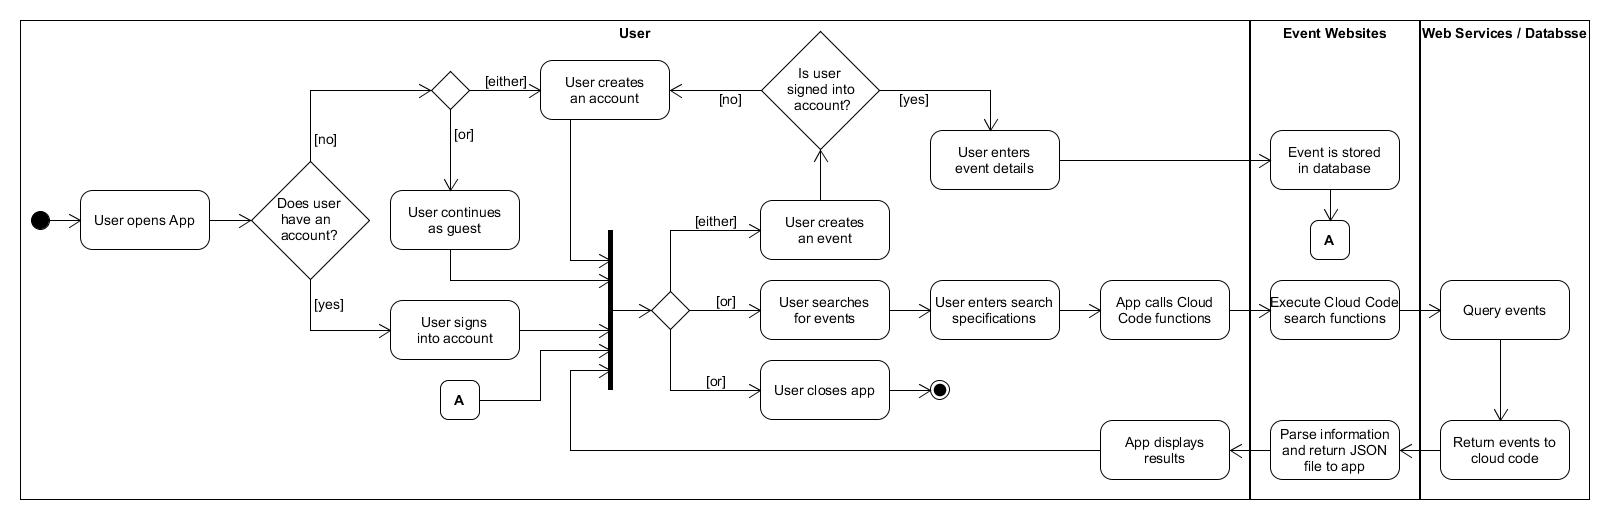 User
Event Websites
Web Services / Databsse
User opens App
Does user
have an
account?
[no]
[yes]
[either]
[or]
User creates
an account
User continues
as guest
User signs
into account
A
[no]
Is user
signed into
account?
[yes]
User enters
event details
Event is stored
in database
A
[either]
User creates
an event
[or]
User searches
for events
User enters search
specifications
App calls Cloud
Code functions
Execute Cloud Code
search functions
Query events
[or]
User closes app
App displays
results
Parse information
and return JSON
file to app
Return events to
cloud code